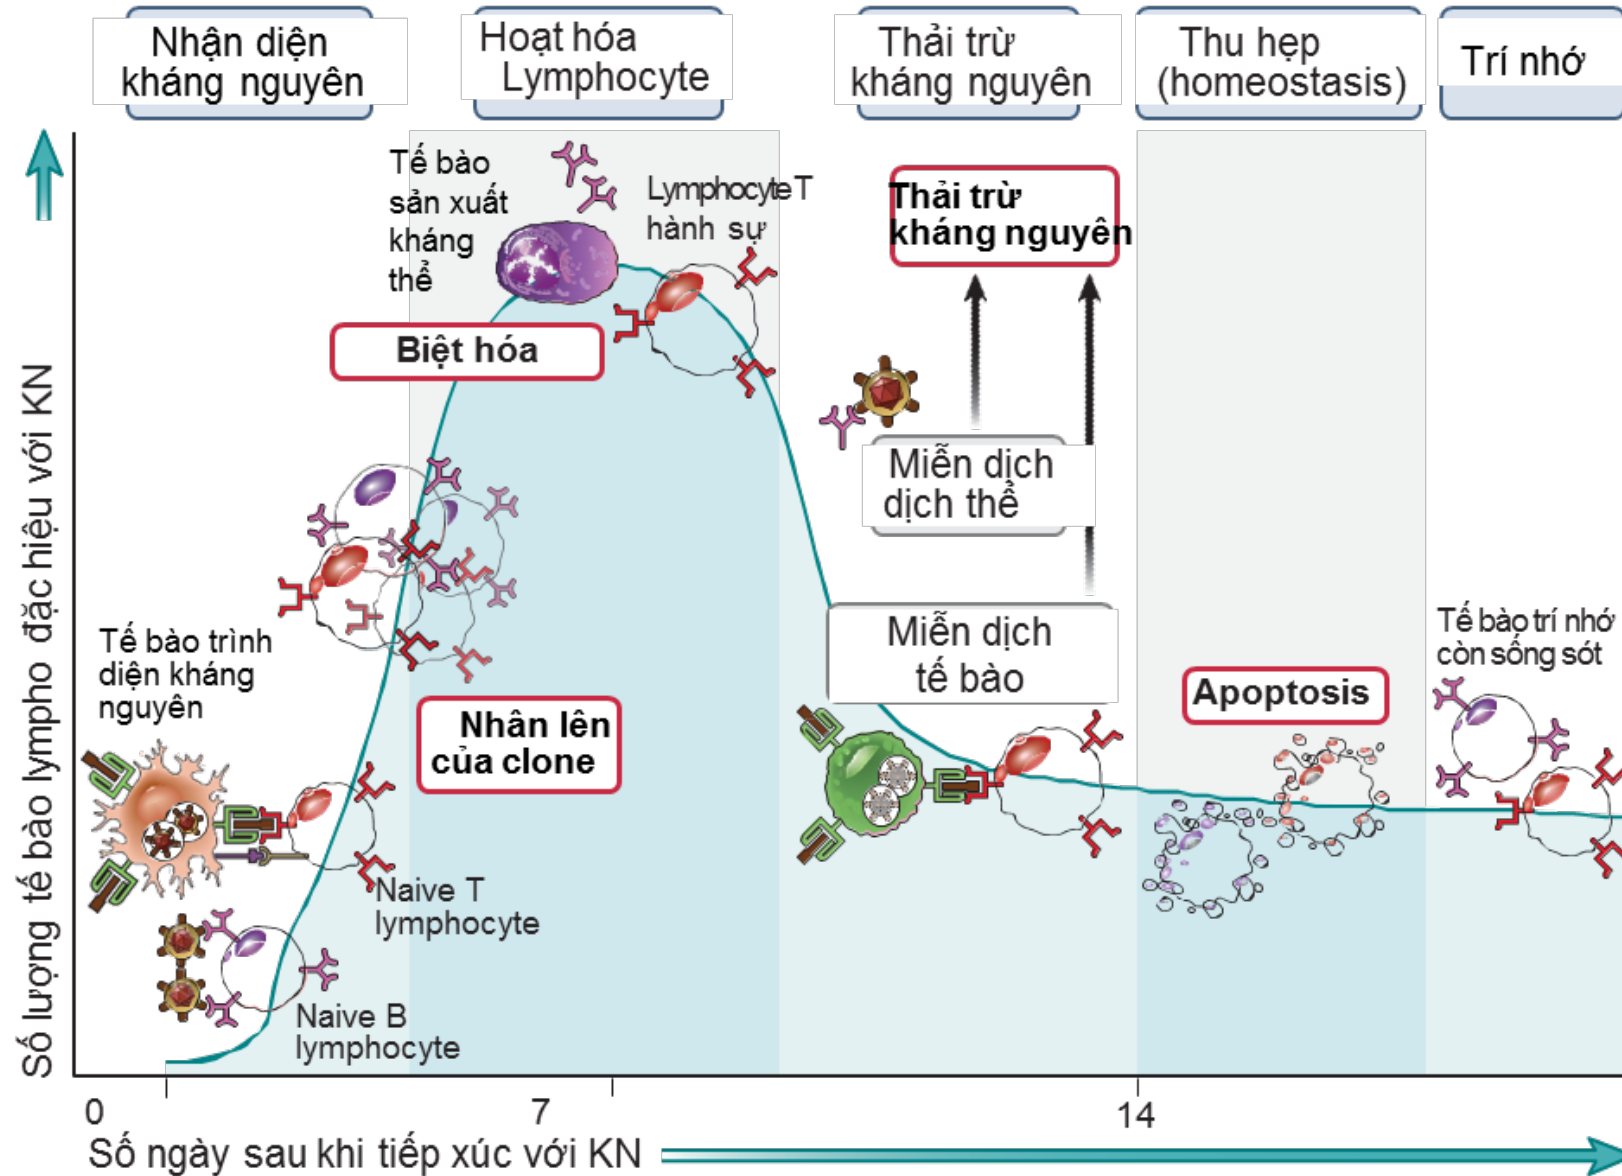 Nhận diện
kháng nguyên
Hoạt hóa
Lymphocyte
Thải trừ
kháng nguyên
Thu hẹp
(homeostasis)
Trí nhớ
Số lượng tế bào lympho đặc hiệu với KN
Tế bào
sản xuất
kháng
thể
LymphocyteT
hành sự
Thải trừ
kháng nguyên
Biệt hóa
Miễn dịch
dịch thể
Miễn dịch
tế bào
Tế bào trình
diện kháng
nguyên
Nhân lên
của clone
Apoptosis
Tế bào trí nhớ
còn sống sót
Naive T
lymphocyte
Naive B
lymphocyte
0
7
14
Số ngày sau khi tiếp xúc với KN